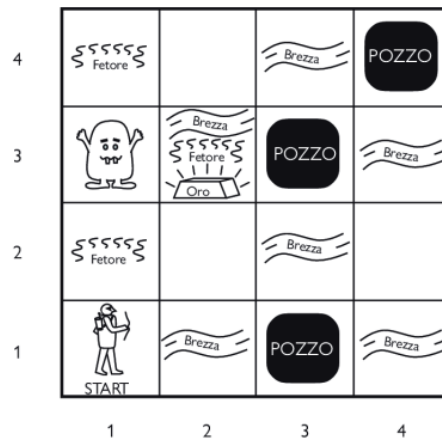 4
Fetore
Brezza
POZZO
3
Brezza
Fetore
Oro
POZZO
Brezza
2
Fetore
Brezza
1
START
Brezza
POZZO
Brezza
1
2
3
4